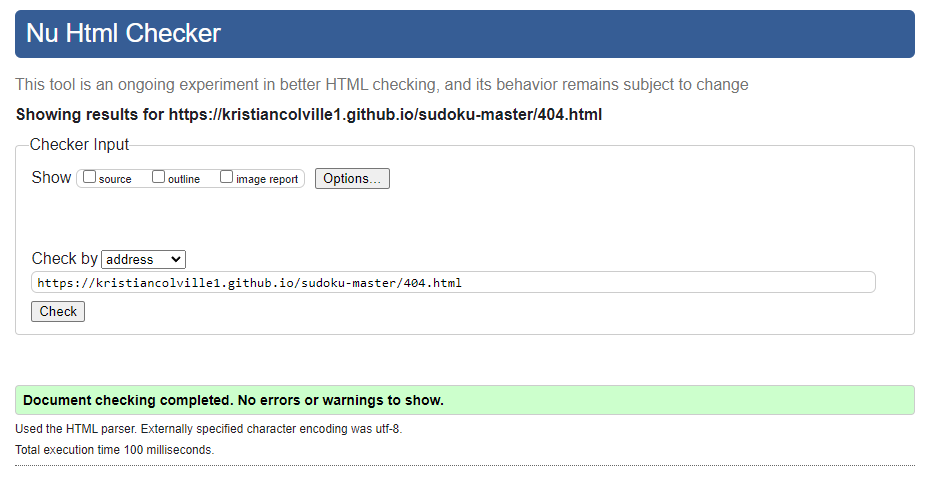 Nu Html Checker
This tool is an ongoing experiment in better HTML checking, and its behavior remains subject to change
Showing results for https://kristiancolville1.github.io/sudoku-master/404.html
Checker Input
Show source outline image report Options...
Check by address
https://kristiancolville1.github.io/sudoku-master/404.html
Check
Document checking completed. No errors or warnings to show.
Used the HTML parser. Externally specified character encoding was utf-8.
Total execution time 100 milliseconds.